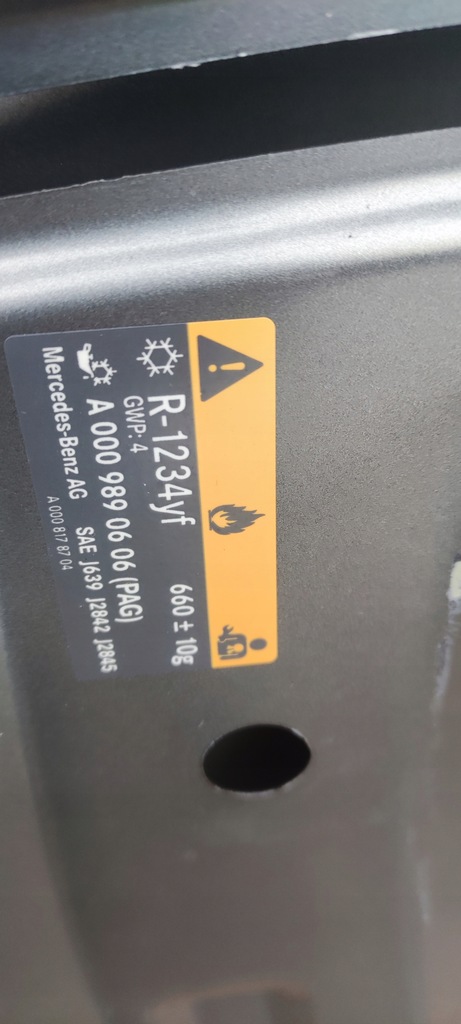 R-1234yf 660 ± 10g
GWP: 4
A 000 989 06 06 (PAG)
Mercedes-Benz AG SAE J639 J2842 J2845
A 000 817 87 04